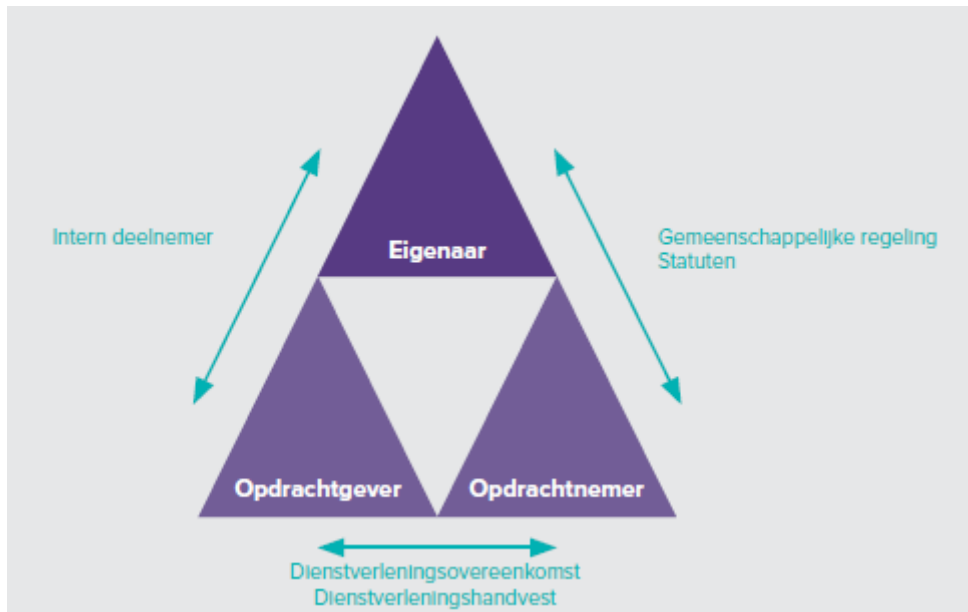 Intern deelnemer
Gemeenschappelijke regeling
Statuten
Eigenaar
Opdrachtgever
Opdrachtnemer
Dienstverleningsovereenkomst
Dienstverleningshandvest